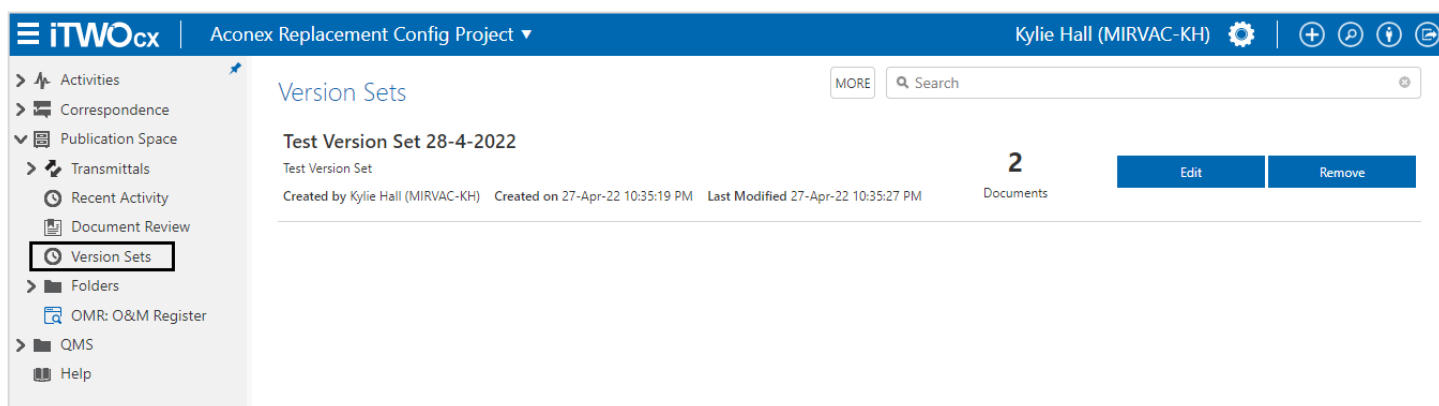 iTWOcx Aconex Replacement Config Project Kylie Hall (MIRVAC-KH)
Activities
Correspondence
Publication Space
Transmittals
Recent Activity
Document Review
Version Sets
Folders
OMR: O&M Register
QMS
Help
Version Sets
MORE
Search
Test Version Set 28-4-2022
Test Version Set
Created by Kylie Hall (MIRVAC-KH) Created on 27-Apr-22 10:35:19 PM Last Modified 27-Apr-22 10:35:27 PM
2
Documents
Edit
Remove